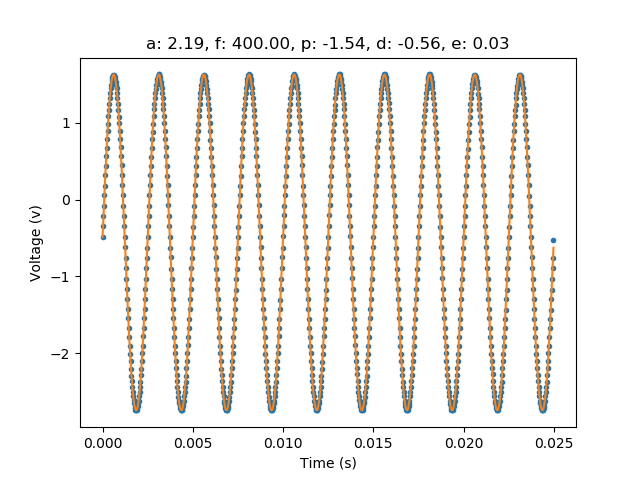 a: 2.19, f: 400.00, p: -1.54, d: -0.56, e: 0.03
1
0
−1
−2
Voltage (v)
0.000 0.005 0.010 0.015 0.020 0.025
Time (s)